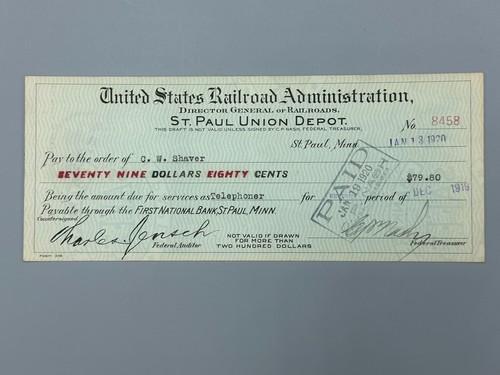 United States Railroad Administration,
DIRECTOR GENERAL OF RAILROADS.
ST. PAUL UNION DEPOT.
THIS DRAFT IS NOT VALID UNLESS SIGNED BY C.P. NASH, FEDERAL TREASURER,
No. 8458
St. Paul, Minn. JAN 13 1920
Pay to the order of C. W. Shaver
SEVENTY NINE DOLLARS EIGHTY CENTS $79.80
PAID
JAN 19 1920
Being the amount due for services as Telephoner for period of DEC 1919
Payable through the FIRST NATIONAL BANK, ST. PAUL, MINN.
Countersigned
Charles Jensch
Federal Auditor
NOT VALID IF DRAWN
FOR MORE THAN
TWO HUNDRED DOLLARS
C.P. Nash
Federal Treasurer